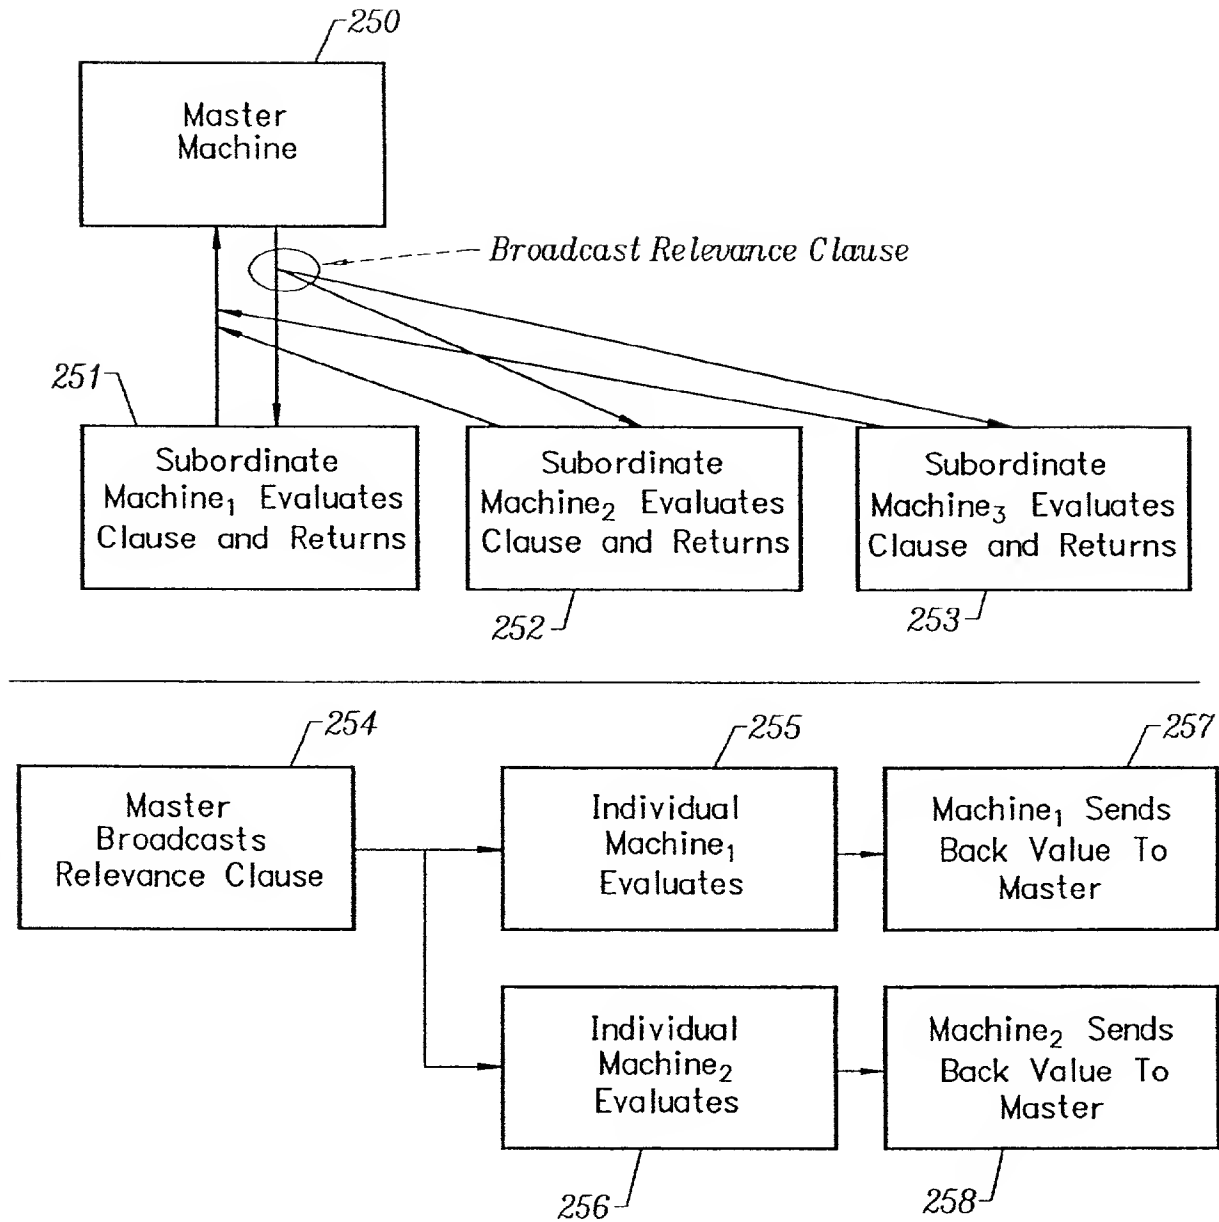 250
Master
Machine
Broadcast Relevance Clause
251
Subordinate
Machine₁ Evaluates
Clause and Returns
Subordinate
Machine₂ Evaluates
Clause and Returns
Subordinate
Machine₃ Evaluates
Clause and Returns
252
253
254
Master
Broadcasts
Relevance Clause
255
Individual
Machine₁
Evaluates
257
Machine₁ Sends
Back Value To
Master
Individual
Machine₂
Evaluates
256
Machine₂ Sends
Back Value To
Master
258